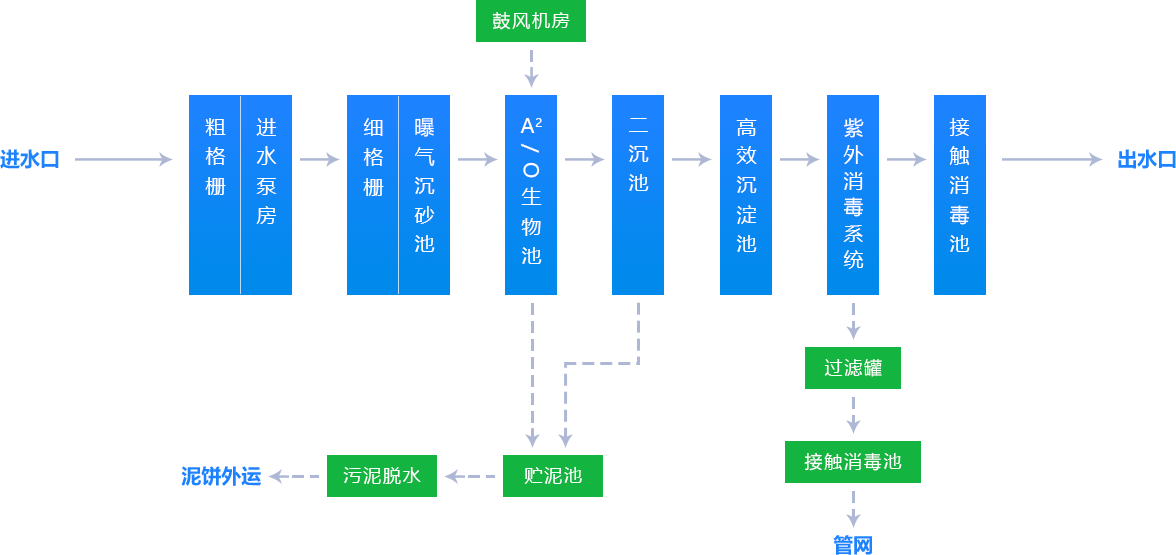 鼓风机房
进水口
粗格栅
进水泵房
细格栅
曝气沉砂池
A²/O生物池
二沉池
高效沉淀池
紫外消毒系统
接触消毒池
出水口
过滤罐
接触消毒池
泥饼外运
污泥脱水
贮泥池
管网